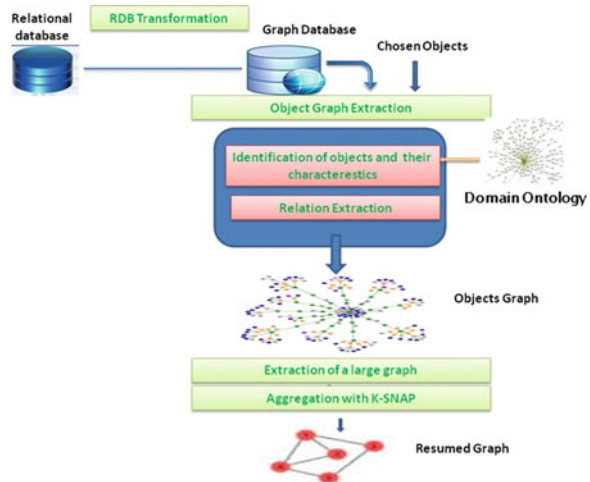 Relational
database
RDB Transformation
Graph Database
Chosen Objects
Object Graph Extraction
Identification of objects and their
characterestics
Relation Extraction
Domain Ontology
Objects Graph
Extraction of a large graph
Aggregation with K-SNAP
Resumed Graph